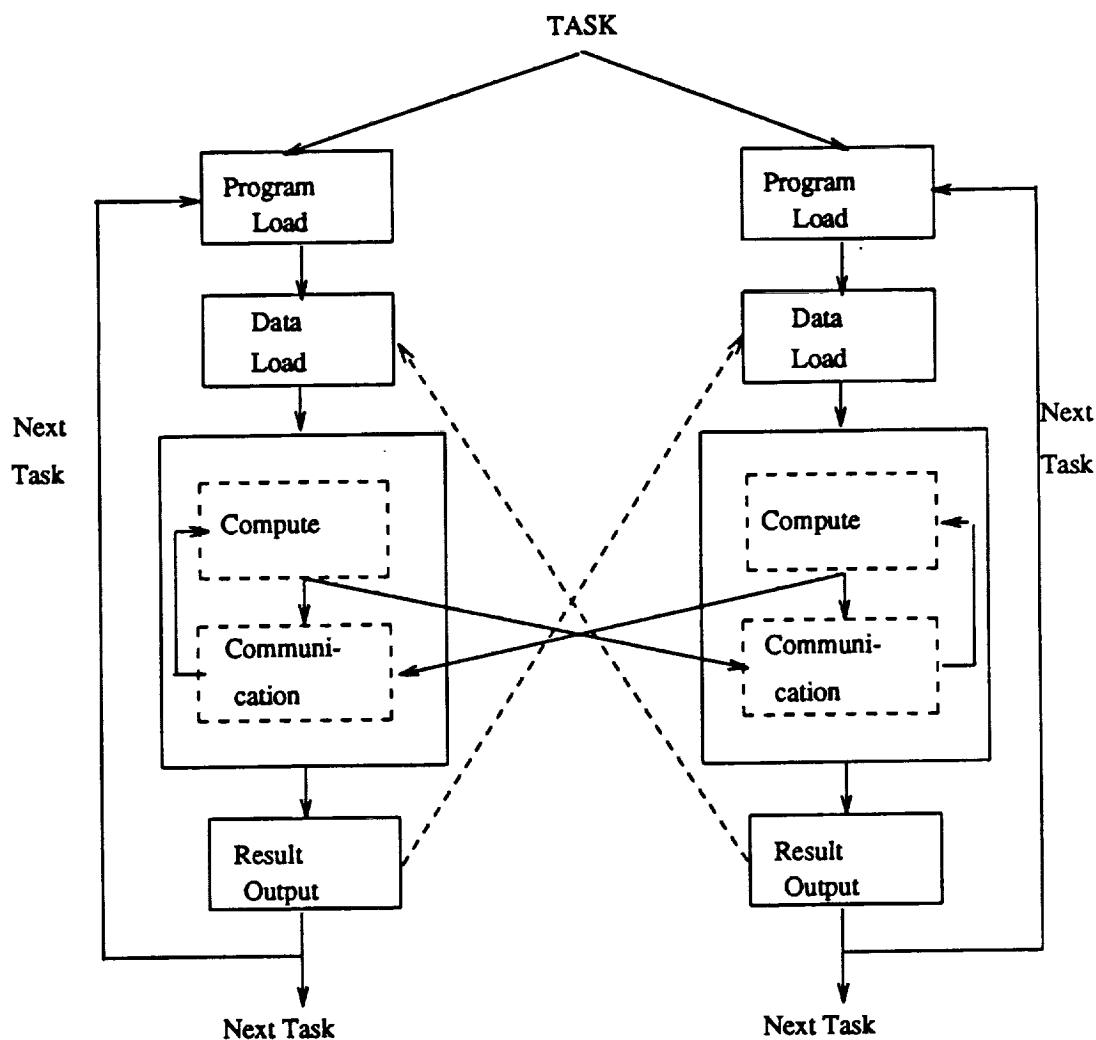 TASK
Program
Load
Program
Load
Data
Load
Data
Load
Next
Task
Next
Task
Compute
Compute
Communi-
cation
Communi-
cation
Result
Output
Result
Output
Next Task
Next Task